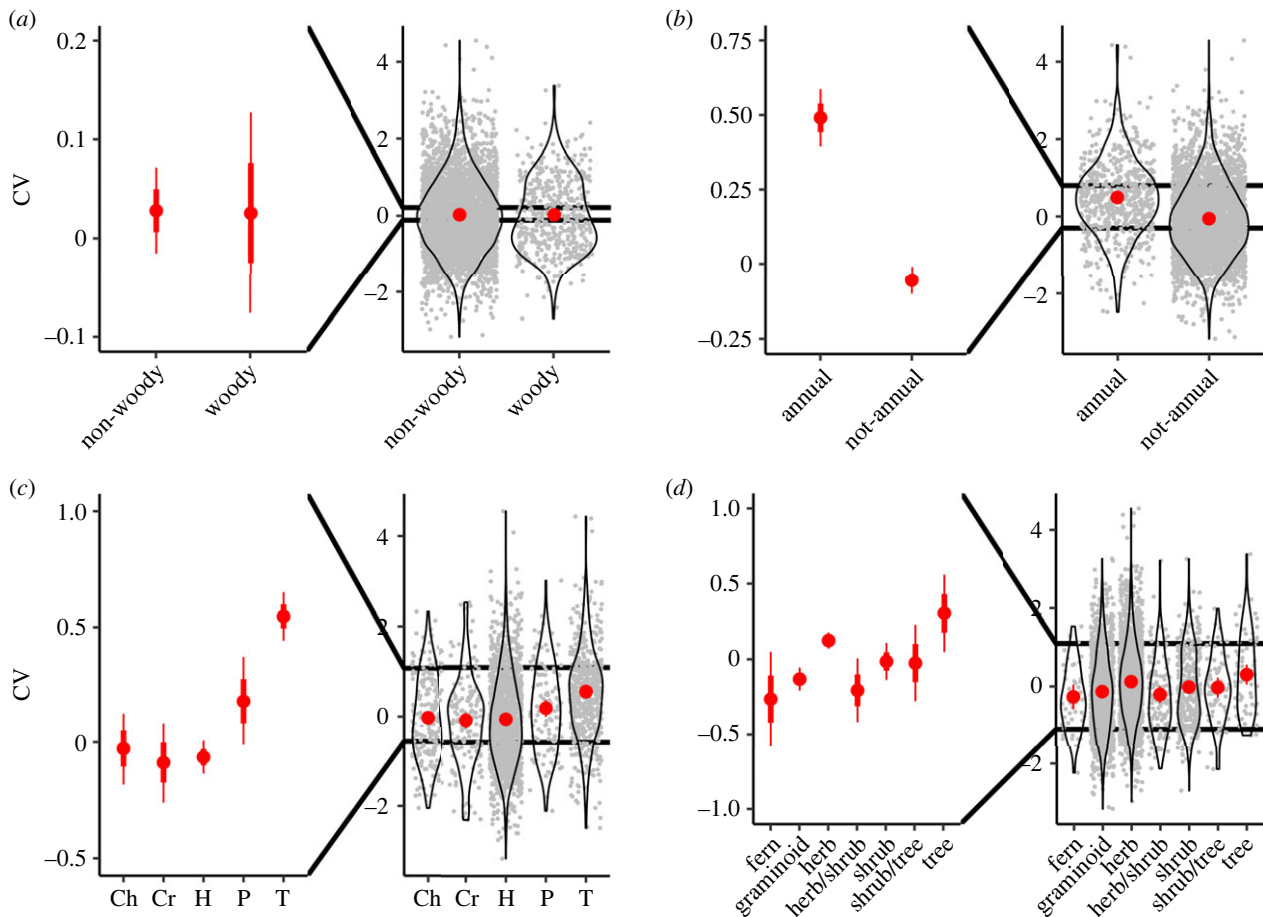 (a)
CV
0.2
0.1
0
–0.1
non-woody
woody
4
2
0
–2
non-woody
woody
(b)
0.75
0.50
0.25
0
–0.25
annual
not-annual
4
2
0
–2
annual
not-annual
(c)
CV
1.0
0.5
0
–0.5
Ch Cr H P T
4
2
0
–2
Ch Cr H P T
(d)
1.0
0.5
0
–0.5
–1.0
fern
graminoid
herb
herb/shrub
shrub
shrub/tree
tree
4
2
0
–2
fern
graminoid
herb
herb/shrub
shrub
shrub/tree
tree